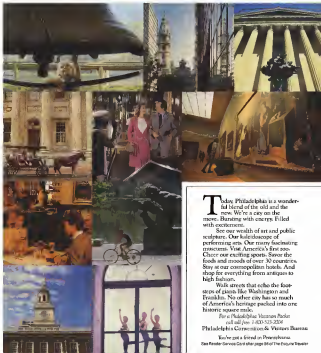 Today, Philadelphia is a wonder-
ful blend of the old and the
new. We're a city on the
move. Bursting with energy. Filled
with excitement.
See our wealth of art and public
sculpture. Our kaleidoscope of
performing arts. Our many fascinating
museums. Visit America's first zoo.
Cheer our exciting sports. Savor the
foods and moods of over 30 countries.
Stay at our cosmopolitan hotels. And
shop for everything from antiques to
high fashion.
Walk streets that echo the foot-
steps of giants like Washington and
Franklin. No other city has so much
of America's heritage packed into one
historic square mile.
For a Philadelphia Vacation Packet
call toll free
Philadelphia Convention & Visitors Bureau
You've got a friend in Pennsylvania.
See Reader Service Card after page